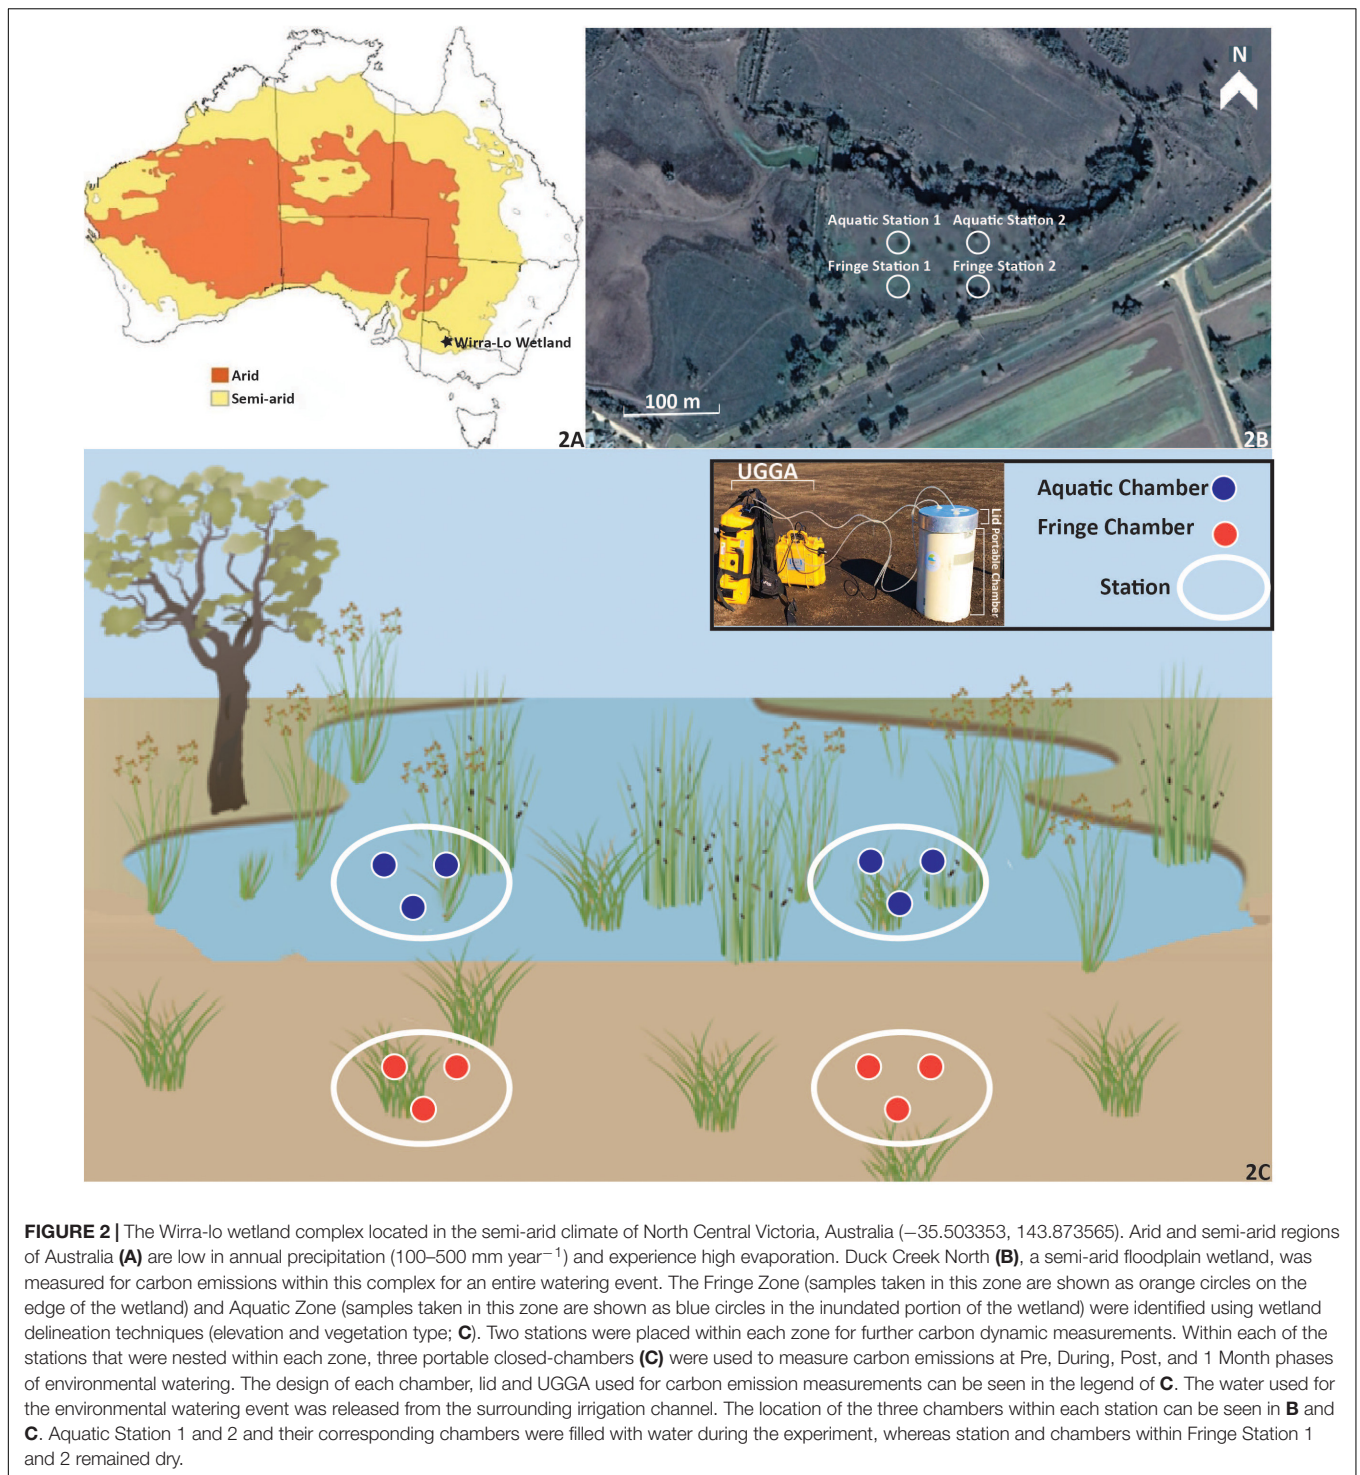 Arid
Semi-arid
Wirra-Lo Wetland
2A
N
Aquatic Station 1 Aquatic Station 2
Fringe Station 1 Fringe Station 2
100 m
2B
UGGA
Lid
Portable Chamber
Aquatic Chamber
Fringe Chamber
Station
2C
FIGURE 2 | The Wirra-lo wetland complex located in the semi-arid climate of North Central Victoria, Australia (−35.503353, 143.873565). Arid and semi-arid regions
of Australia (A) are low in annual precipitation (100–500 mm year−1) and experience high evaporation. Duck Creek North (B), a semi-arid floodplain wetland, was
measured for carbon emissions within this complex for an entire watering event. The Fringe Zone (samples taken in this zone are shown as orange circles on the
edge of the wetland) and Aquatic Zone (samples taken in this zone are shown as blue circles in the inundated portion of the wetland) were identified using wetland
delineation techniques (elevation and vegetation type; C). Two stations were placed within each zone for further carbon dynamic measurements. Within each of the
stations that were nested within each zone, three portable closed-chambers (C) were used to measure carbon emissions at Pre, During, Post, and 1 Month phases
of environmental watering. The design of each chamber, lid and UGGA used for carbon emission measurements can be seen in the legend of C. The water used for
the environmental watering event was released from the surrounding irrigation channel. The location of the three chambers within each station can be seen in B and
C. Aquatic Station 1 and 2 and their corresponding chambers were filled with water during the experiment, whereas station and chambers within Fringe Station 1
and 2 remained dry.